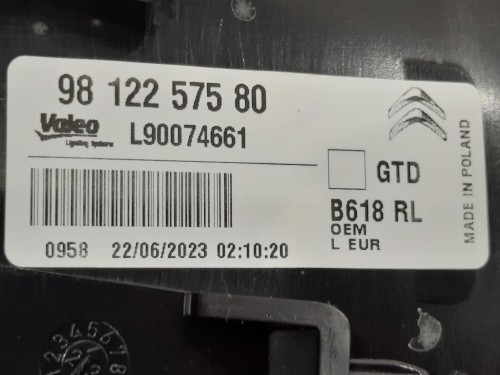 98 122 575 80
Valeo
Lighting Systems
L90074661
GTD
B618 RL
OEM
L EUR
0958 22/06/2023 02:10:20
MADE IN POLAND